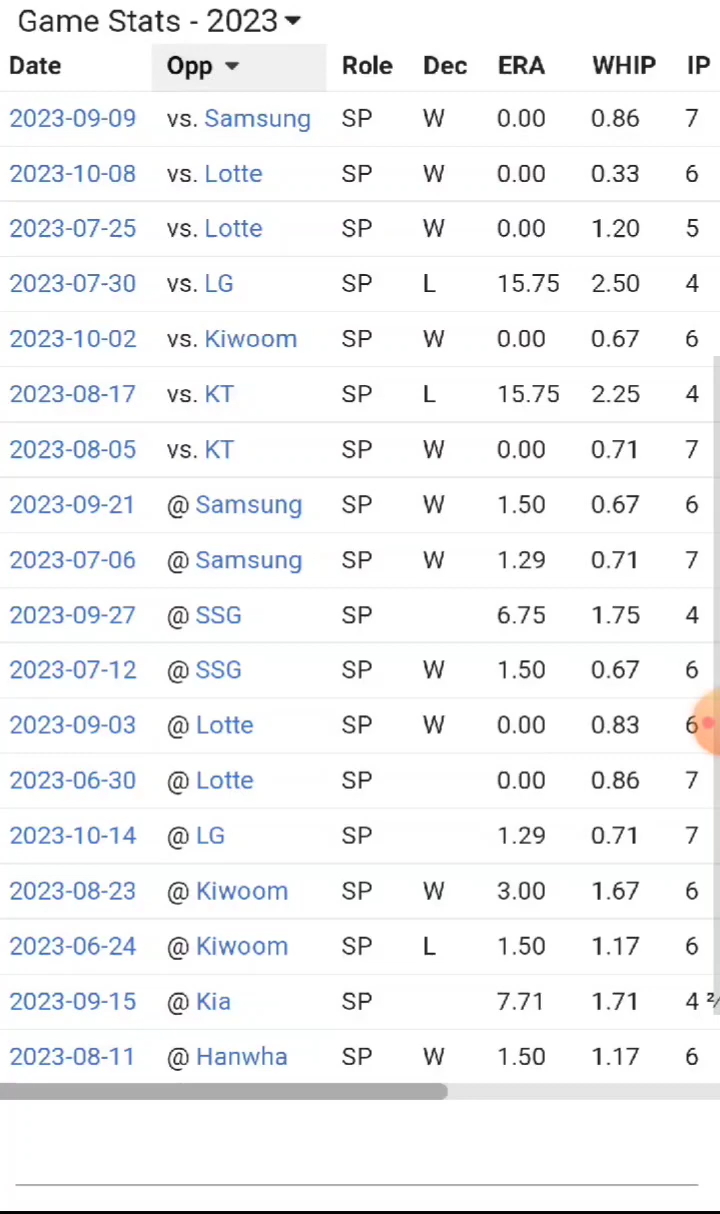 Game Stats - 2023
Date Opp Role Dec ERA WHIP IP
2023-09-09 vs. Samsung SP W 0.00 0.86 7
2023-10-08 vs. Lotte SP W 0.00 0.33 6
2023-07-25 vs. Lotte SP W 0.00 1.20 5
2023-07-30 vs. LG SP L 15.75 2.50 4
2023-10-02 vs. Kiwoom SP W 0.00 0.67 6
2023-08-17 vs. KT SP L 15.75 2.25 4
2023-08-05 vs. KT SP W 0.00 0.71 7
2023-09-21 @ Samsung SP W 1.50 0.67 6
2023-07-06 @ Samsung SP W 1.29 0.71 7
2023-09-27 @ SSG SP 6.75 1.75 4
2023-07-12 @ SSG SP W 1.50 0.67 6
2023-09-03 @ Lotte SP W 0.00 0.83 6
2023-06-30 @ Lotte SP 0.00 0.86 7
2023-10-14 @ LG SP 1.29 0.71 7
2023-08-23 @ Kiwoom SP W 3.00 1.67 6
2023-06-24 @ Kiwoom SP L 1.50 1.17 6
2023-09-15 @ Kia SP 7.71 1.71 4
2023-08-11 @ Hanwha SP W 1.50 1.17 6